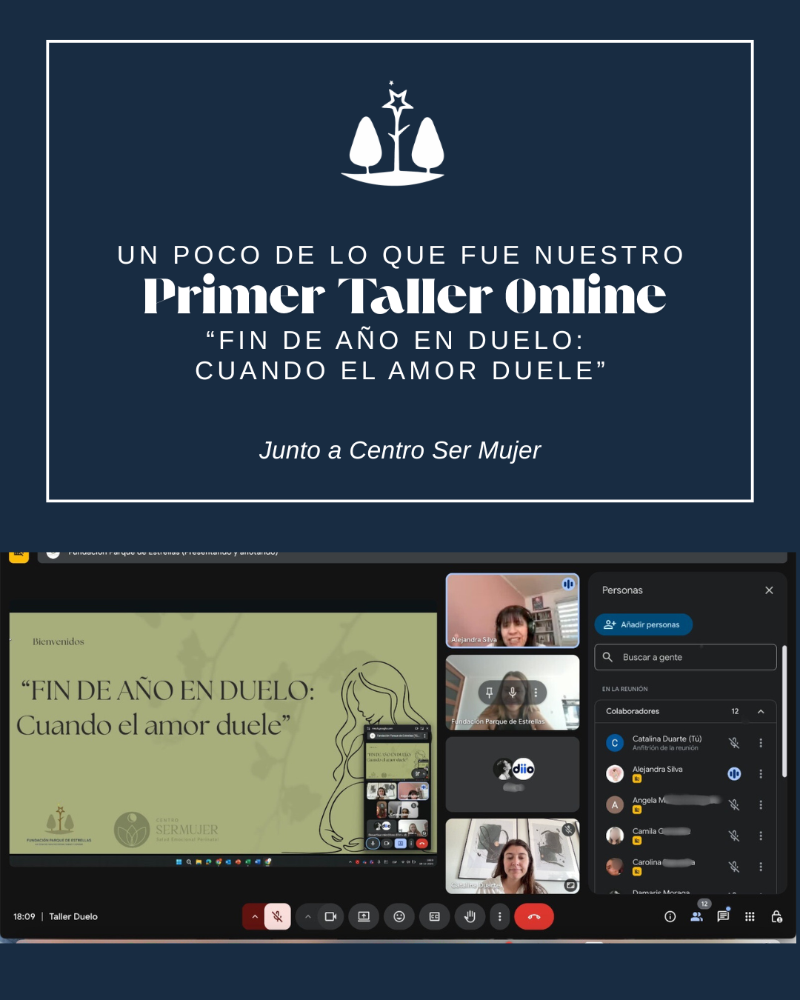 UN POCO DE LO QUE FUE NUESTRO
Primer Taller Online
“FIN DE AÑO EN DUELO:
CUANDO EL AMOR DUELE”
Junto a Centro Ser Mujer
Fundación Parque de Estrellas (Presentando y anotando)
Bienvenidos
“FIN DE AÑO EN DUELO:
Cuando el amor duele”
FUNDACIÓN PARQUE DE ESTRELLAS
CENTRO
SERMUJER
Salud Emocional Perinatal
Alejandra Silva
Fundación Parque de Estrellas
diio
Catalina Duarte
Personas
Añadir personas
Buscar a gente
EN LA REUNIÓN
Colaboradores 12
C
Catalina Duarte (Tú)
Anfitrión de la reunión
Alejandra Silva
A
Angela M
Camila G
Carolina
Damaris Moraga
18:09 | Taller Duelo
12